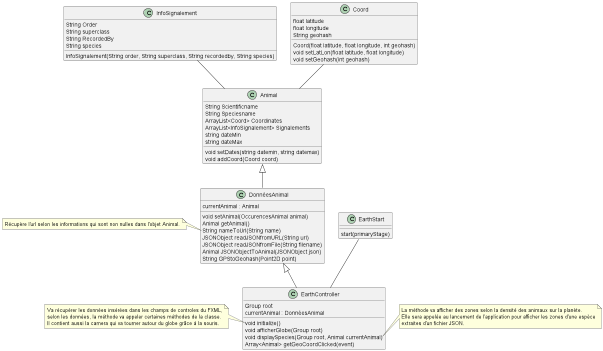 InfoSignalement
String Order
String superclass
String RecordedBy
String species
InfoSignalement(String order, String superclass, String recordedby, String species)
Coord
float latitude
float longitude
String geohash
Coord(float latitude, float longitude, int geohash)
void setLatLon(float latitude, float longitude)
void setGeohash(int geohash)
Animal
String Scientificname
String Speciesname
ArrayList<Coord> Coordinates
ArrayList<InfoSignalement> Signalements
String dateMin
String dateMax
void setDates(string datemin, string datemax)
void addCoord(Coord coord)
DonnéesAnimal
currentAnimal : Animal
void setAnimal(OccurencesAnimal animal)
Animal getAnimal()
String nameToUrl(String name)
JSONObject readJSONfromURL(String url)
JSONObject readJSONfromFile(String filename)
Animal JSONObjectToAnimal(JSONObject json)
String GPStoGeohash(Point2D point)
Récupère l'url selon les informations qui sont non nulles dans l'objet Animal.
EarthStart
start(primaryStage)
EarthController
Group root
currentAnimal : DonnéesAnimal
void initialize()
void afficherGlobe(Group root)
void displaySpecies(Group root, Animal currentAnimal)
Array<Animal> getGeoCoordClicked(event)
Va récupérer les données insérées dans les champs de controles du FXML,
selon les données, la méthode va appeler certaines méthodes de la classe.
Il contient aussi la camera qui va tourner autour du globe grâce à la souris.
La méthode va afficher des zones selon la densité des animaux sur la planète.
Elle sera appelée au lancement de l'application pour afficher les zones d'une espèce
extraites d'un fichier JSON.